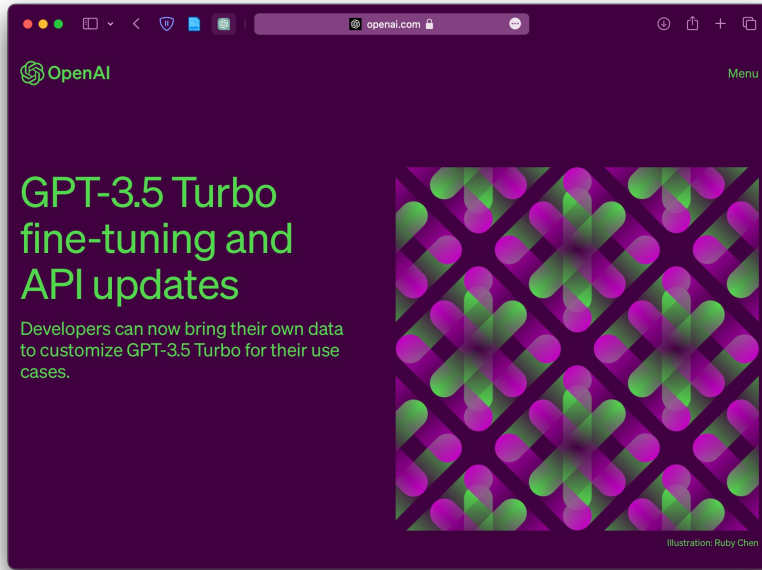 openai.com
OpenAI
Menu
GPT-3.5 Turbo
fine-tuning and
API updates
Developers can now bring their own data
to customize GPT-3.5 Turbo for their use
cases.
Illustration: Ruby Chen